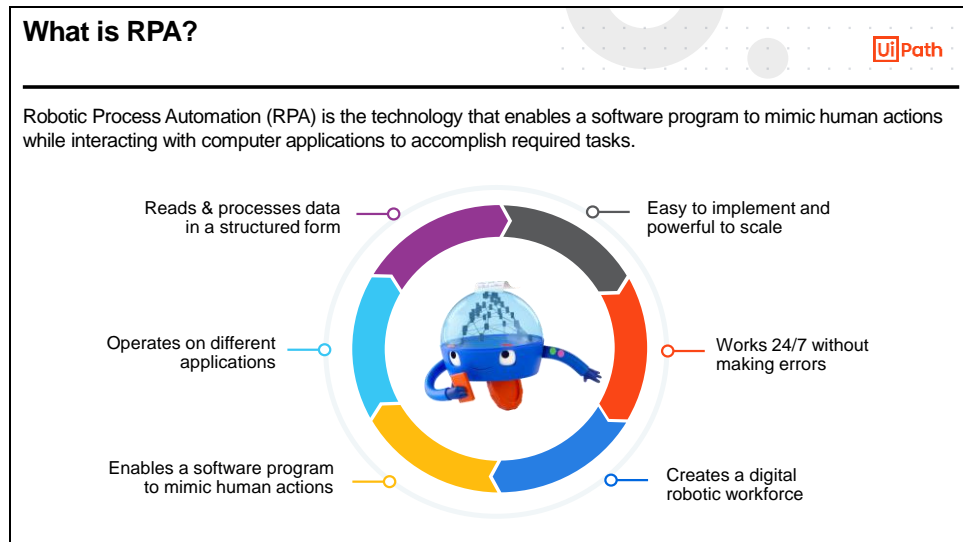 What is RPA?
UiPath
Robotic Process Automation (RPA) is the technology that enables a software program to mimic human actions
while interacting with computer applications to accomplish required tasks.
Reads & processes data
in a structured form
Easy to implement and
powerful to scale
Operates on different
applications
Works 24/7 without
making errors
Enables a software program
to mimic human actions
Creates a digital
robotic workforce